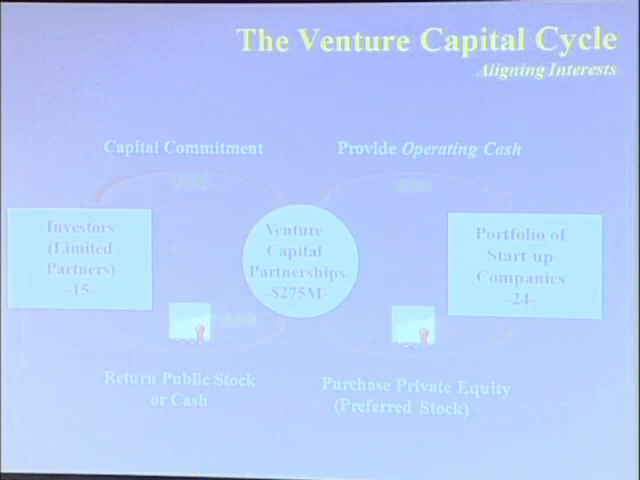 The Venture Capital Cycle
Aligning Interests
Capital Commitment
Provide Operating Cash
Investors
(Limited
Partners)
-15-
Venture
Capital
Partnerships
-$275M-
Portfolio of
Start-up
Companies
-24-
Return Public Stock
or Cash
Purchase Private Equity
(Preferred Stock)